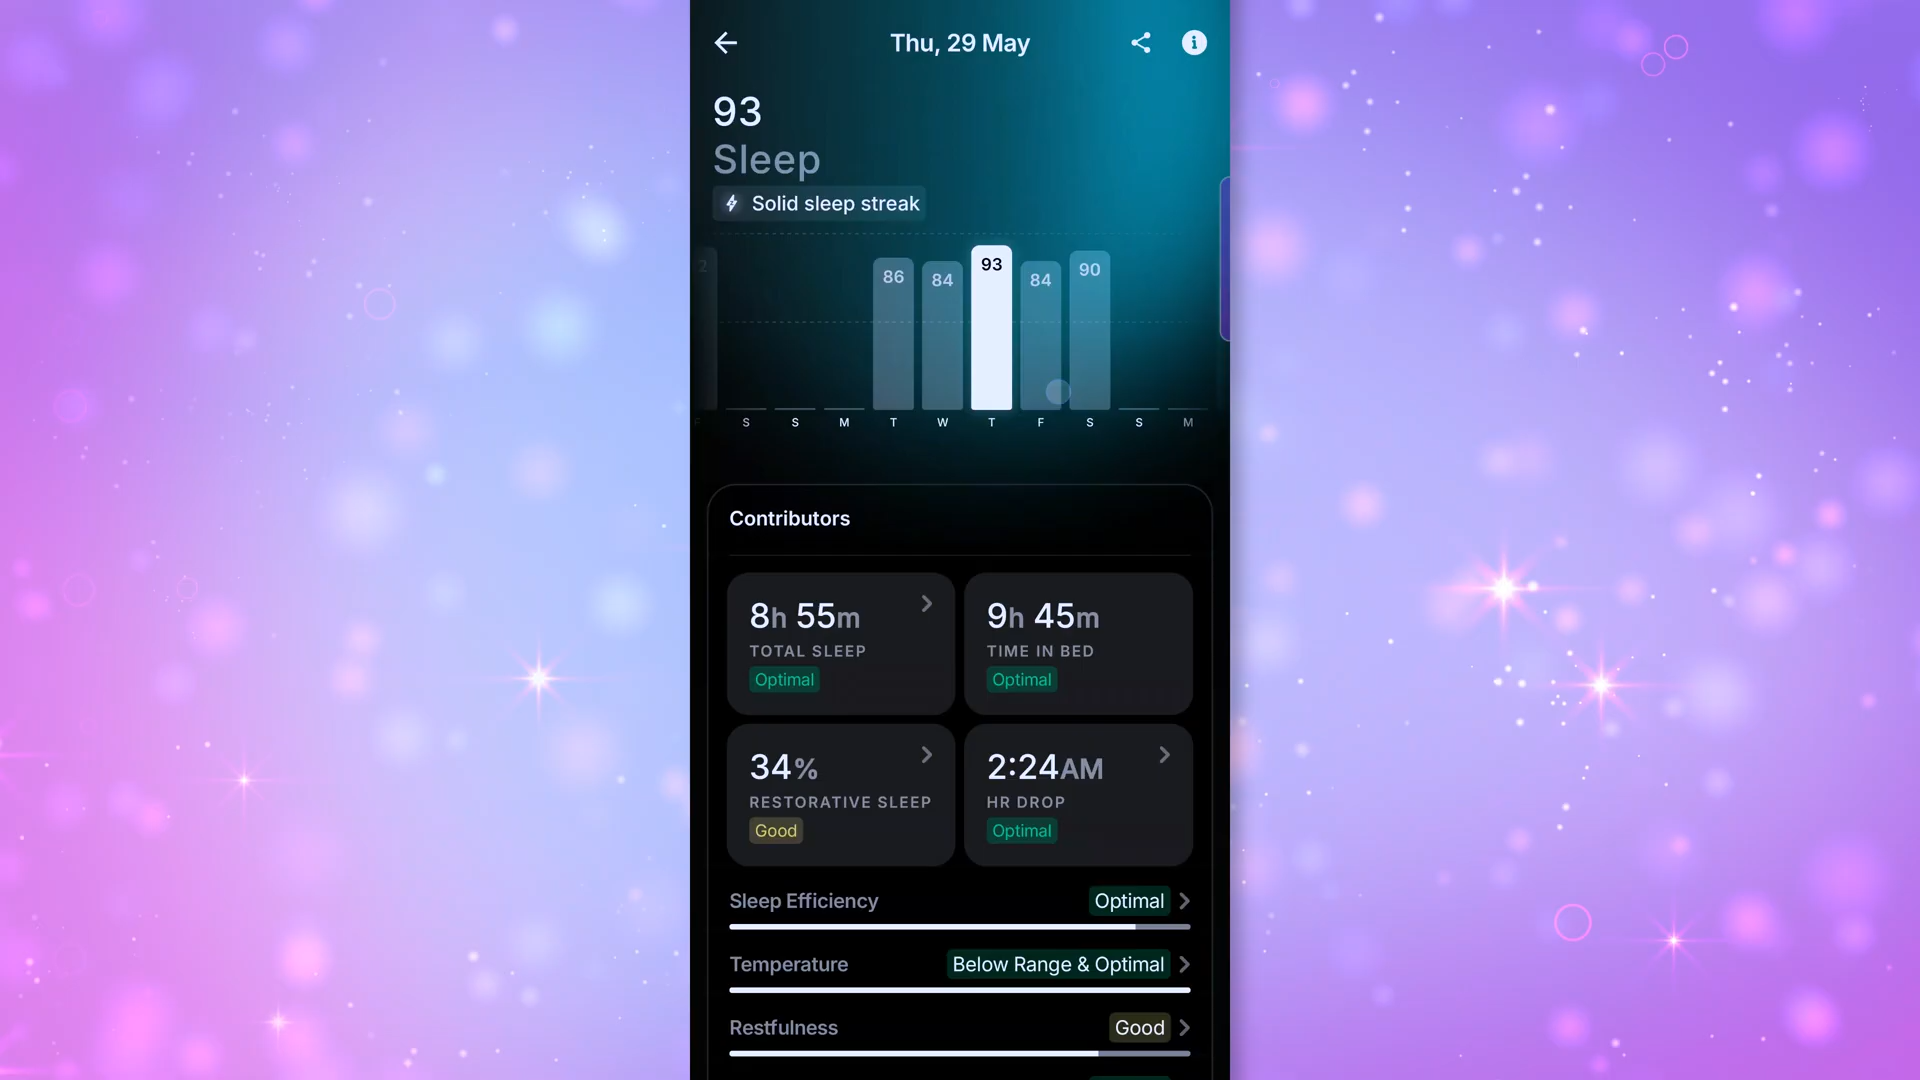 Thu, 29 May
93
Sleep
Solid sleep streak
2 86 84 93 84 90
F S S M T W T F S S M
Contributors
8h 55m
TOTAL SLEEP
Optimal
9h 45m
TIME IN BED
Optimal
34%
RESTORATIVE SLEEP
Good
2:24AM
HR DROP
Optimal
Sleep Efficiency Optimal
Temperature Below Range & Optimal
Restfulness Good